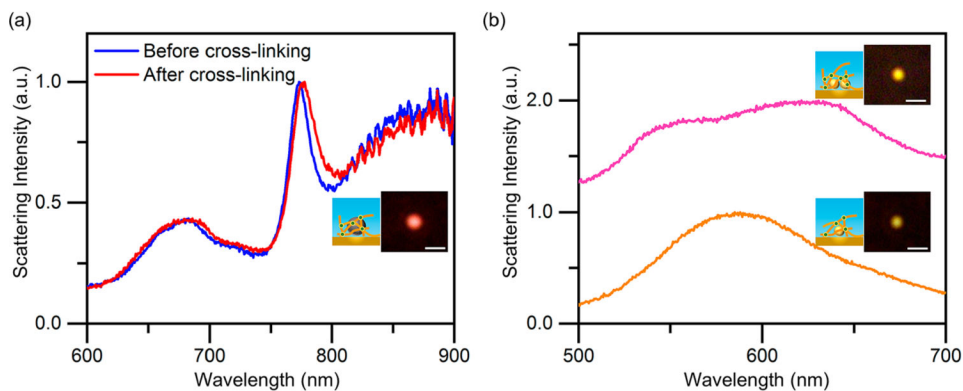 (a)
Before cross-linking
After cross-linking
Scattering Intensity (a.u.)
1.0
0.5
0.0
600
700
800
900
Wavelength (nm)
(b)
Scattering Intensity (a.u.)
2.0
1.0
0.0
500
600
700
Wavelength (nm)